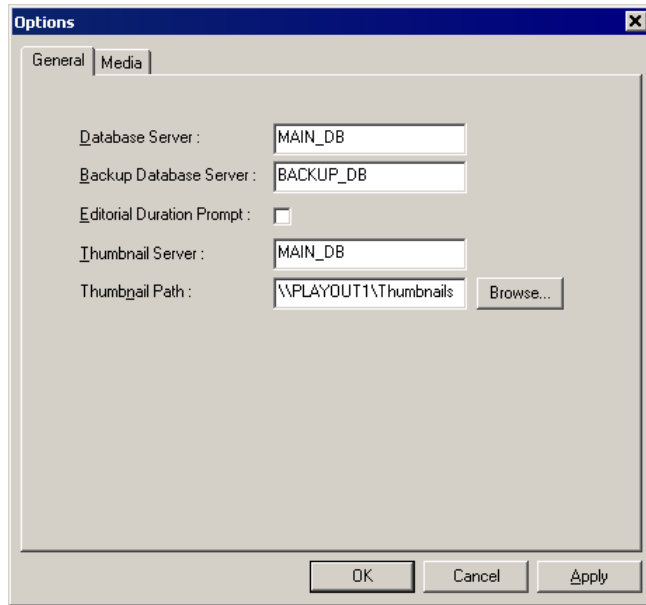 Options
General Media
Database Server : MAIN_DB
Backup Database Server : BACKUP_DB
Editorial Duration Prompt :
Thumbnail Server : MAIN_DB
Thumbnail Path : \\PLAYOUT1\Thumbnails Browse...
OK Cancel Apply